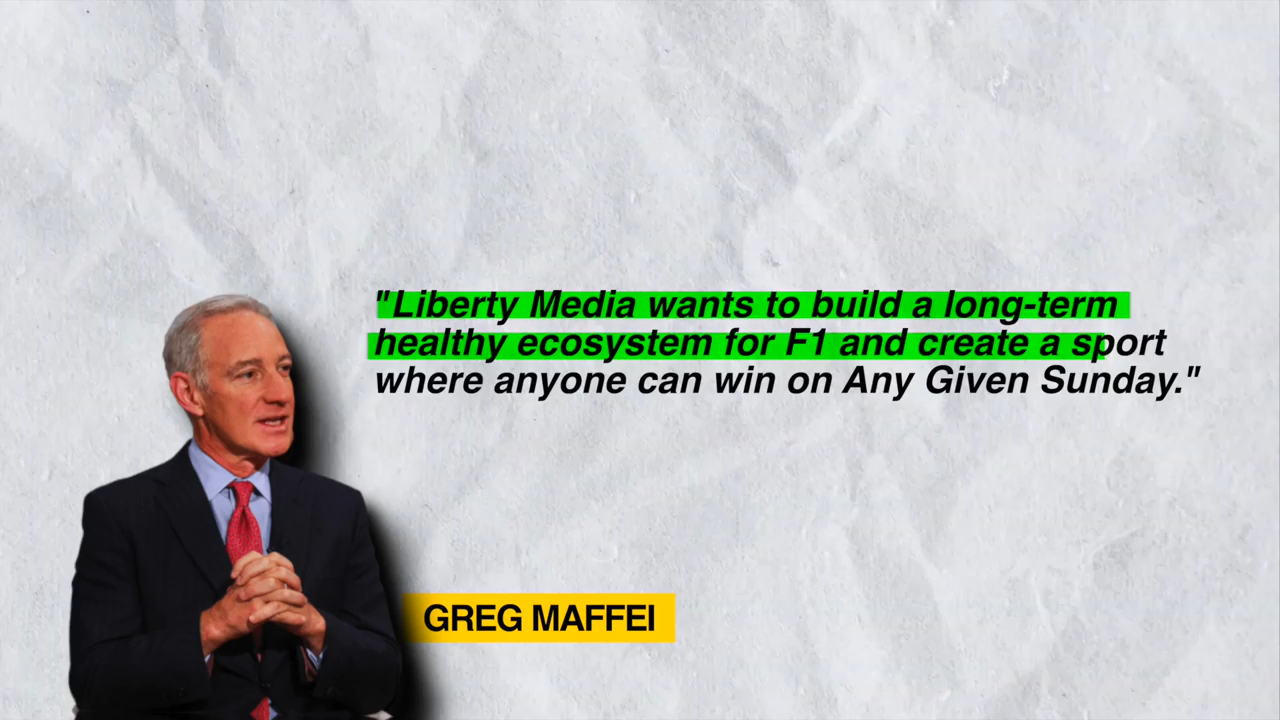 "Liberty Media wants to build a long-term
healthy ecosystem for F1 and create a sport
where anyone can win on Any Given Sunday."
GREG MAFFEI